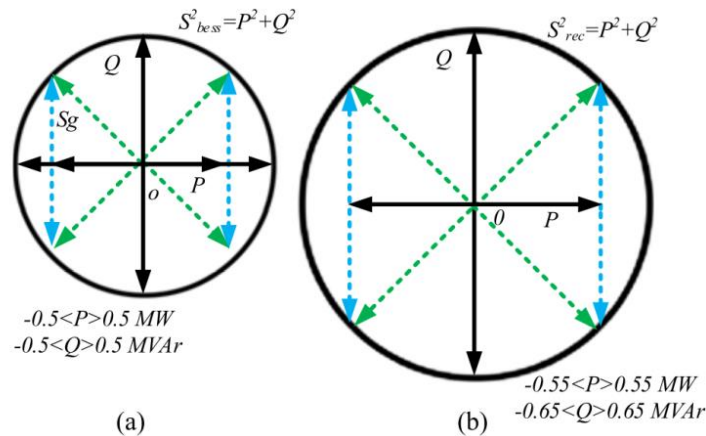 S²bess=P²+Q²
Q
Sg
o
P
-0.5<P>0.5 MW
-0.5<Q>0.5 MVAr
(a)
S²rec=P²+Q²
Q
0
P
-0.55<P>0.55 MW
-0.65<Q>0.65 MVAr
(b)